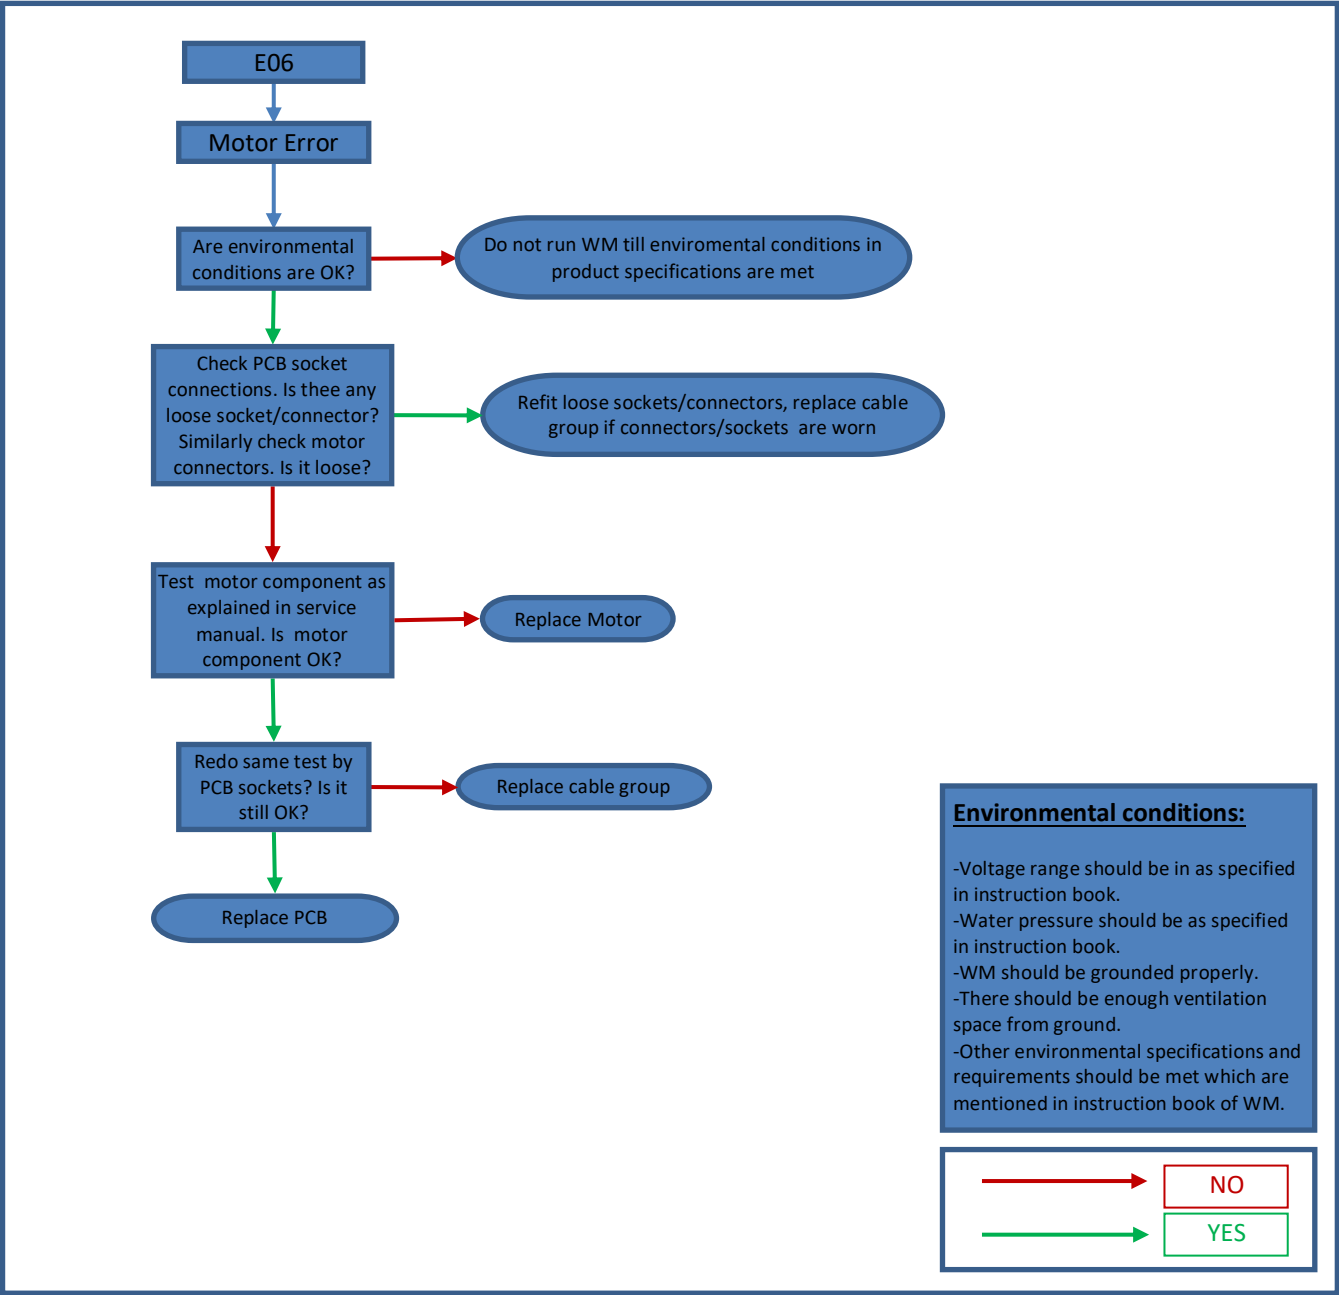 E06
Motor Error
Are environmental
conditions are OK?
Do not run WM till enviromental conditions in
product specifications are met
Check PCB socket
connections. Is thee any
loose socket/connector?
Similarly check motor
connectors. Is it loose?
Refit loose sockets/connectors, replace cable
group if connectors/sockets  are worn
Test  motor component as
explained in service
manual. Is  motor
component OK?
Replace Motor
Redo same test by
PCB sockets? Is it
still OK?
Replace cable group
Replace PCB
Environmental conditions:
-Voltage range should be in as specified
in instruction book.
-Water pressure should be as specified
in instruction book.
-WM should be grounded properly.
-There should be enough ventilation
space from ground.
-Other environmental specifications and
requirements should be met which are
mentioned in instruction book of WM.
NO
YES